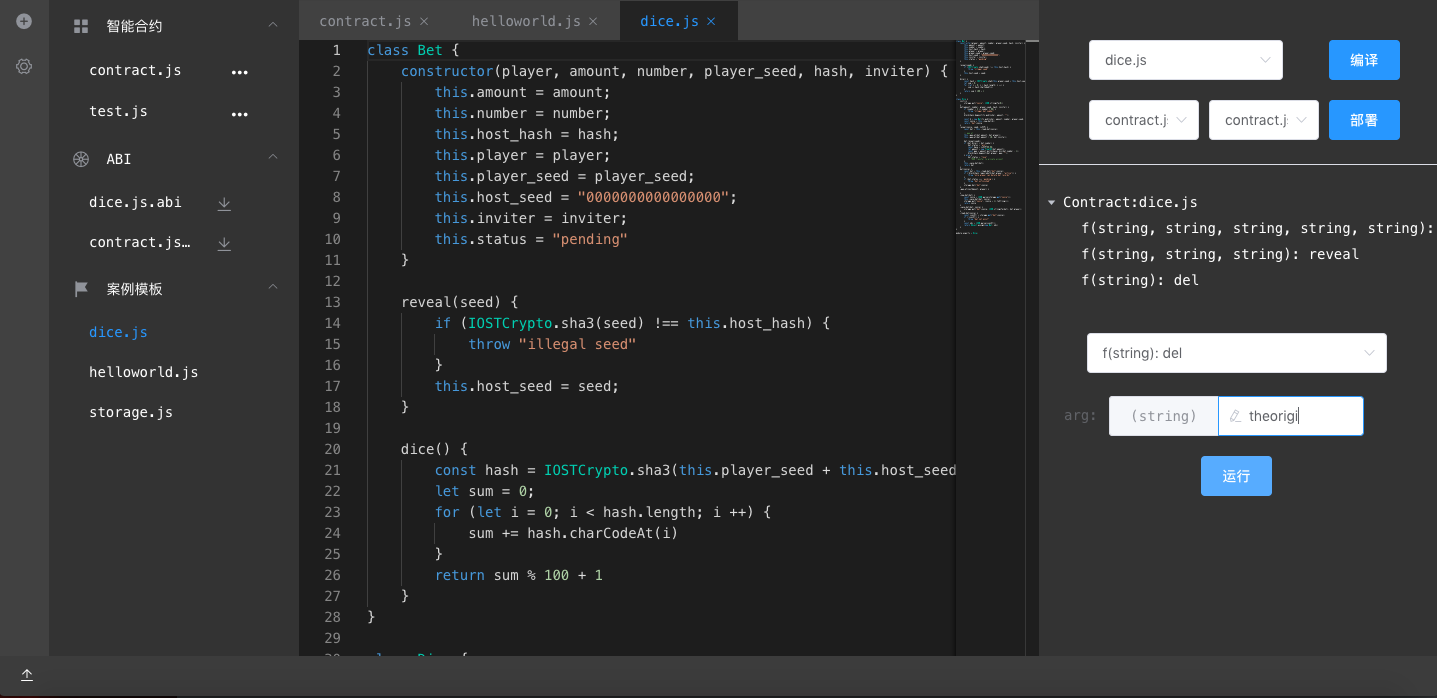 智能合约
contract.js
test.js
ABI
dice.js.abi
contract.js…
案例模板
dice.js
helloworld.js
storage.js
contract.js
helloworld.js
dice.js
1 class Bet {
2 constructor(player, amount, number, player_seed, hash, inviter) {
3 this.amount = amount;
4 this.number = number;
5 this.host_hash = hash;
6 this.player = player;
7 this.player_seed = player_seed;
8 this.host_seed = "0000000000000000";
9 this.inviter = inviter;
10 this.status = "pending"
11 }
12
13 reveal(seed) {
14 if (IOSTCrypto.sha3(seed) !== this.host_hash) {
15 throw "illegal seed"
16 }
17 this.host_seed = seed;
18 }
19
20 dice() {
21 const hash = IOSTCrypto.sha3(this.player_seed + this.host_seed
22 let sum = 0;
23 for (let i = 0; i < hash.length; i ++) {
24 sum += hash.charCodeAt(i)
25 }
26 return sum % 100 + 1
27 }
28 }
29
dice.js
编译
contract.j
contract.j
部署
Contract:dice.js
f(string, string, string, string, string):
f(string, string, string): reveal
f(string): del
f(string): del
arg:
(string)
theorigi
运行